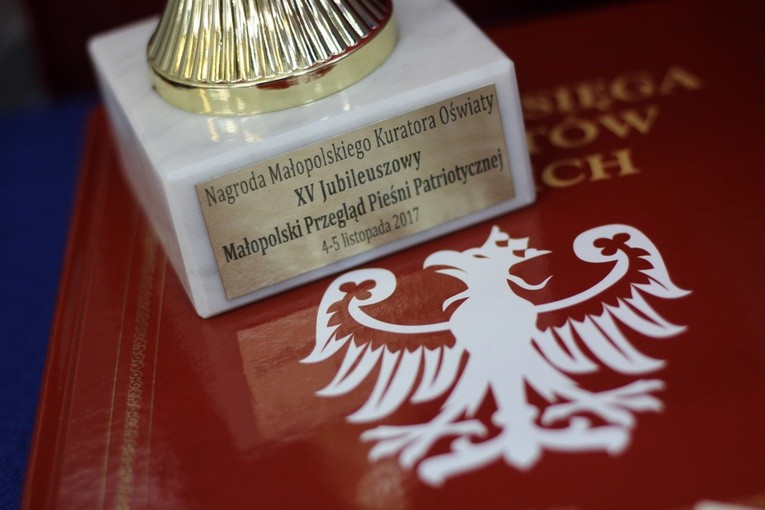 Nagroda Małopolskiego Kuratora Oświaty
XV Jubileuszowy
Małopolski Przegląd Pieśni Patriotycznej
4-5 listopada 2017